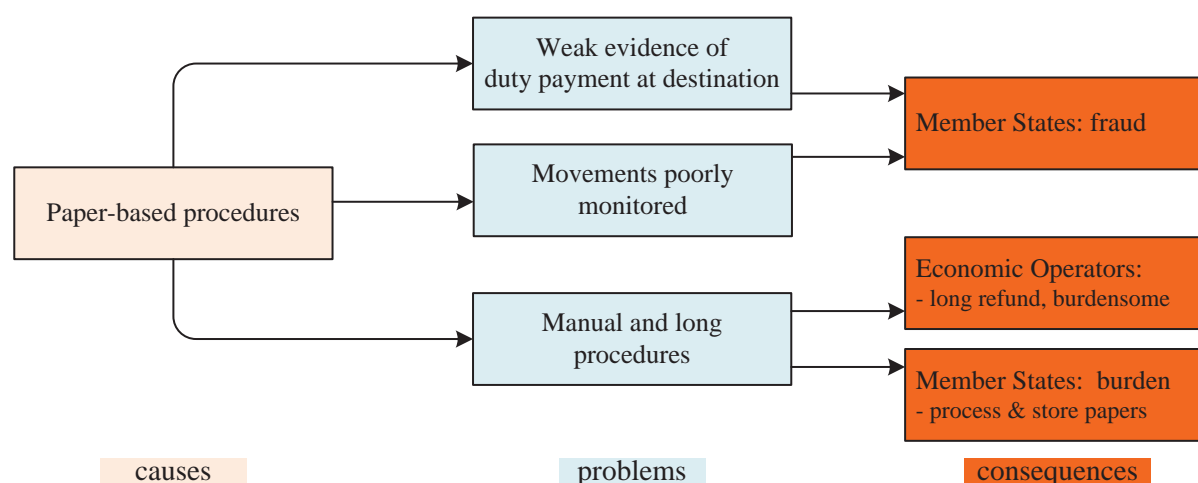 Weak evidence of
duty payment at destination
Member States: fraud
Paper-based procedures
Movements poorly
monitored
Economic Operators:
- long refund, burdensome
Manual and long
procedures
Member States:  burden
- process & store papers
causes
problems
consequences